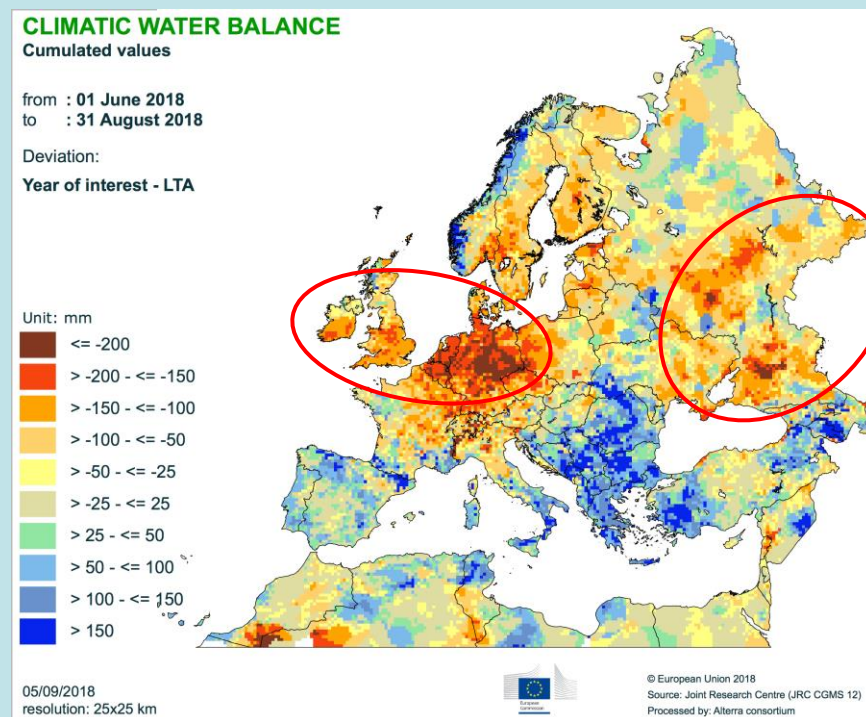 CLIMATIC WATER BALANCE
Cumulated values
from : 01 June 2018
to : 31 August 2018
Deviation:
Year of interest - LTA
Unit: mm
<= -200
> -200 - <= -150
> -150 - <= -100
> -100 - <= -50
> -50 - <= -25
> -25 - <= 25
> 25 - <= 50
> 50 - <= 100
> 100 - <= 150
> 150
05/09/2018
resolution: 25x25 km
European
Commission
© European Union 2018
Source: Joint Research Centre (JRC CGMS 12)
Processed by: Alterra consortium